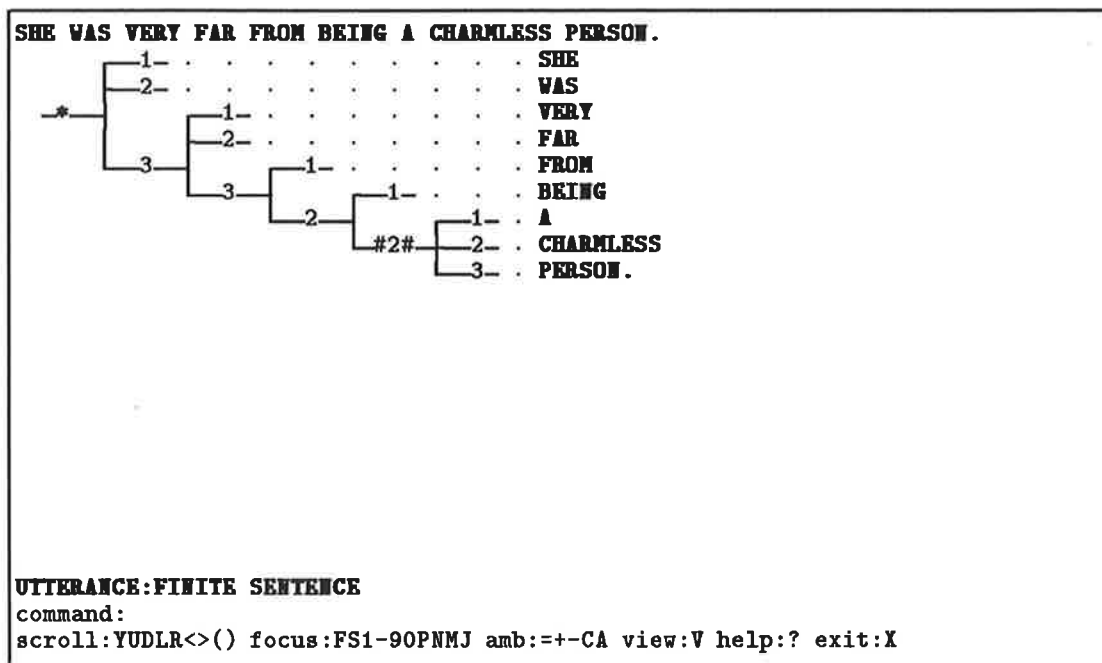 SHE WAS VERY FAR FROM BEING A CHARMLESS PERSON.
1 . . . . . . . . . SHE
2 . . . . . . . . . WAS
* 1 . . . . . . . . VERY
2 . . . . . . . . FAR
3 1 . . . . . . FROM
3 1 . . . . BEING
2 1 . A
#2# 2 . CHARMLESS
3 . PERSON.
UTTERANCE:FINITE SENTENCE
command:
scroll:YUDLR<>() focus:FS1-90PNMJ amb:=+-CA view:V help:? exit:X